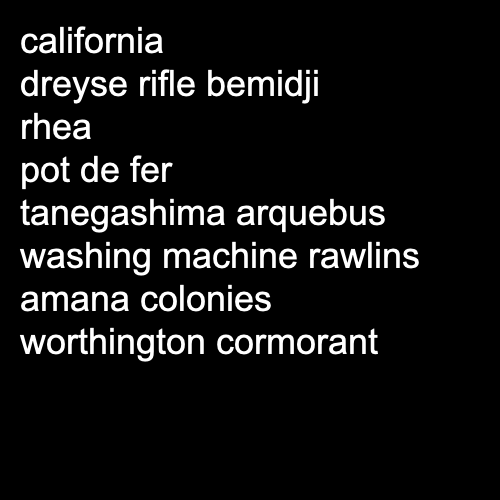 california
dreyse rifle bemidji
rhea
pot de fer
tanegashima arquebus
washing machine rawlins
amana colonies
worthington cormorant